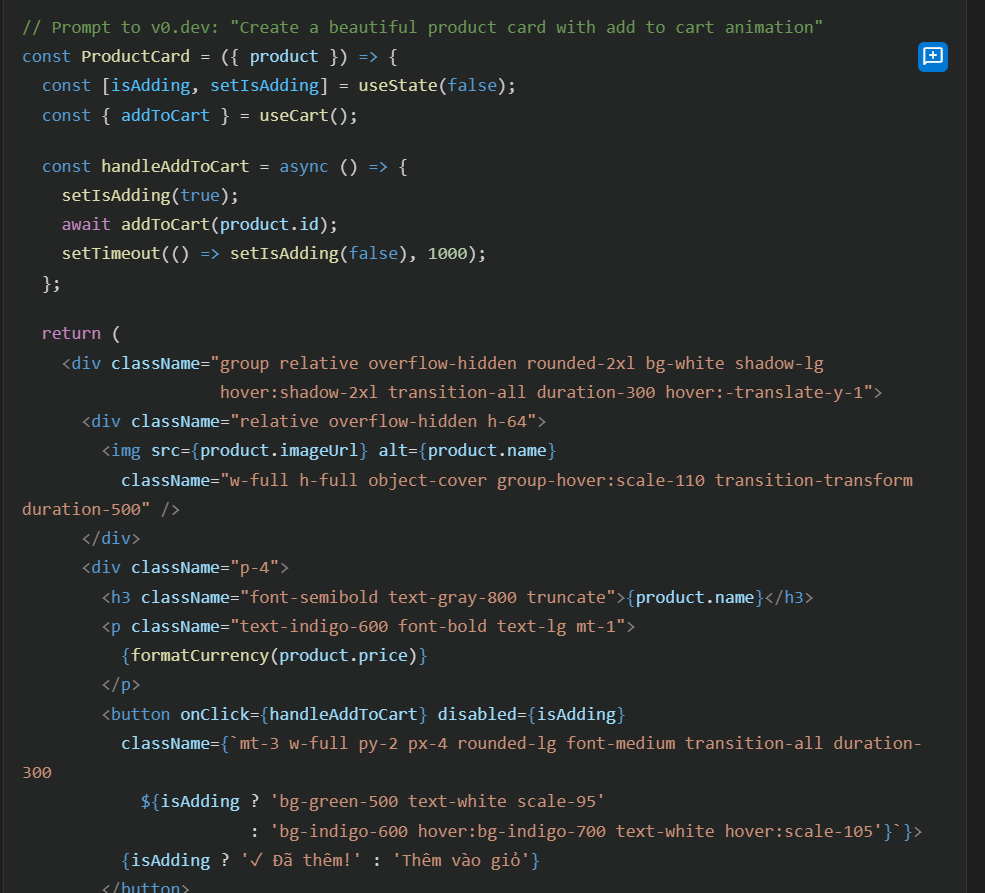 // Prompt to v0.dev: "Create a beautiful product card with add to cart animation"
const ProductCard = ({ product }) => {
  const [isAdding, setIsAdding] = useState(false);
  const { addToCart } = useCart();

  const handleAddToCart = async () => {
    setIsAdding(true);
    await addToCart(product.id);
    setTimeout(() => setIsAdding(false), 1000);
  };

  return (
    <div className="group relative overflow-hidden rounded-2xl bg-white shadow-lg
                    hover:shadow-2xl transition-all duration-300 hover:-translate-y-1">
      <div className="relative overflow-hidden h-64">
        <img src={product.imageUrl} alt={product.name}
          className="w-full h-full object-cover group-hover:scale-110 transition-transform
duration-500" />
      </div>
      <div className="p-4">
        <h3 className="font-semibold text-gray-800 truncate">{product.name}</h3>
        <p className="text-indigo-600 font-bold text-lg mt-1">
          {formatCurrency(product.price)}
        </p>
        <button onClick={handleAddToCart} disabled={isAdding}
          className={`mt-3 w-full py-2 px-4 rounded-lg font-medium transition-all duration-
300
            ${isAdding ? 'bg-green-500 text-white scale-95'
                       : 'bg-indigo-600 hover:bg-indigo-700 text-white hover:scale-105'}`}>
          {isAdding ? '✓ Đã thêm!' : 'Thêm vào giỏ'}
        </button>